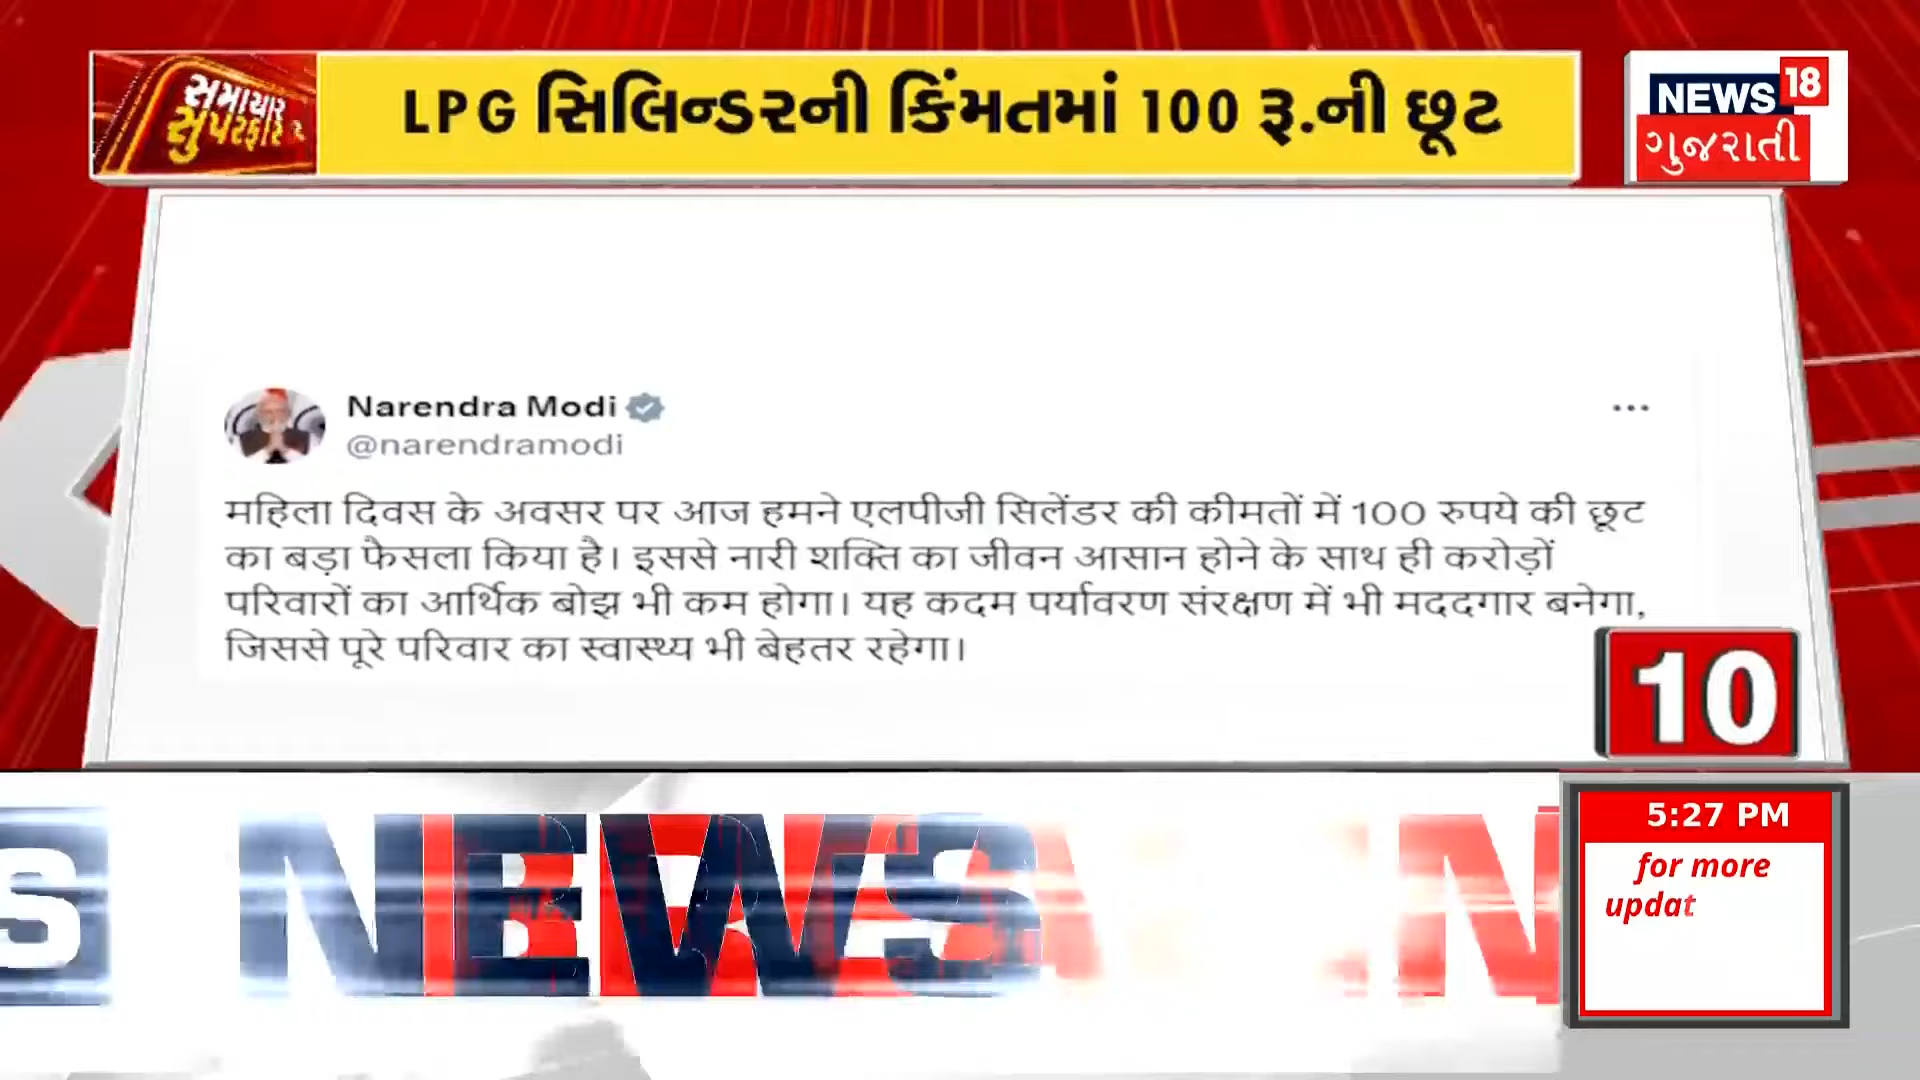 સમાચાર
સુપરફાસ્ટ
LPG સિલિન્ડરની કિંમતમાં 100 રૂ.ની છૂટ
NEWS 18
ગુજરાતી
Narendra Modi
@narendramodi
महिला दिवस के अवसर पर आज हमने एलपीजी सिलेंडर की कीमतों में 100 रुपये की छूट
का बड़ा फैसला किया है। इससे नारी शक्ति का जीवन आसान होने के साथ ही करोड़ों
परिवारों का आर्थिक बोझ भी कम होगा। यह कदम पर्यावरण संरक्षण में भी मददगार बनेगा,
जिससे पूरे परिवार का स्वास्थ्य भी बेहतर रहेगा।
10
NEWS
5:27 PM
for more
updat